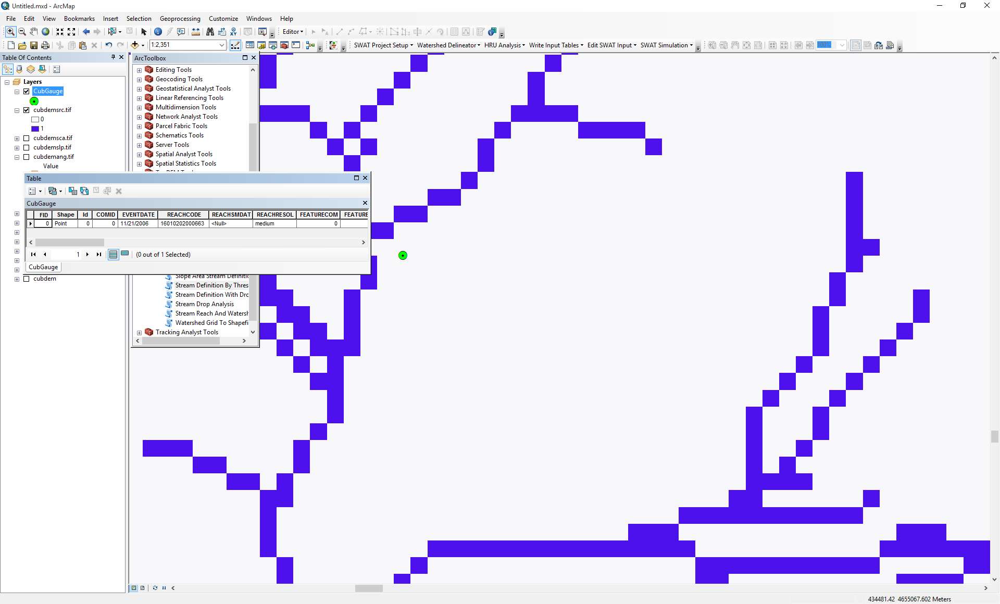 Untitled.mxd - ArcMap
File Edit View Bookmarks Insert Selection Geoprocessing Customize Windows Help
Editor
1:2,351
SWAT Project Setup Watershed Delineator HRU Analysis Write Input Tables Edit SWAT Input SWAT Simulation 100%
Table Of Contents
Layers
CubGauge
cubdemsrc.tif
0
1
cubdemsca.tif
cubdemslp.tif
cubdemang.tif
Value
cubdem
ArcToolbox
Editing Tools
Geocoding Tools
Geostatistical Analyst Tools
Linear Referencing Tools
Multidimension Tools
Network Analyst Tools
Parcel Fabric Tools
Schematics Tools
Server Tools
Spatial Analyst Tools
Spatial Statistics Tools
Slope Area Stream Definitic
Stream Definition By Thres
Stream Definition With Dro
Stream Drop Analysis
Stream Reach And Watersh
Watershed Grid To Shapefi
Tracking Analyst Tools
Table
CubGauge
FID Shape Id COMID EVENTDATE REACHCODE REACHSMDAT REACHRESOL FEATURECOM FEATURE
0 Point 0 0 11/21/2006 16010202000663 <Null> medium 0
1 (0 out of 1 Selected)
CubGauge
434481.42 4655067.602 Meters